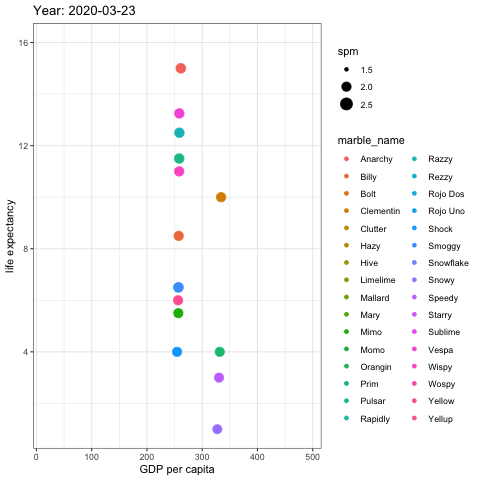 Year: 2020-03-23
16
12
8
4
life expectancy
0
100
200
300
400
500
GDP per capita
spm
1.5
2.0
2.5
marble_name
Anarchy
Billy
Bolt
Clementin
Clutter
Hazy
Hive
Limelime
Mallard
Mary
Mimo
Momo
Orangin
Prim
Pulsar
Rapidly
Razzy
Rezzy
Rojo Dos
Rojo Uno
Shock
Smoggy
Snowflake
Snowy
Speedy
Starry
Sublime
Vespa
Wispy
Wospy
Yellow
Yellup